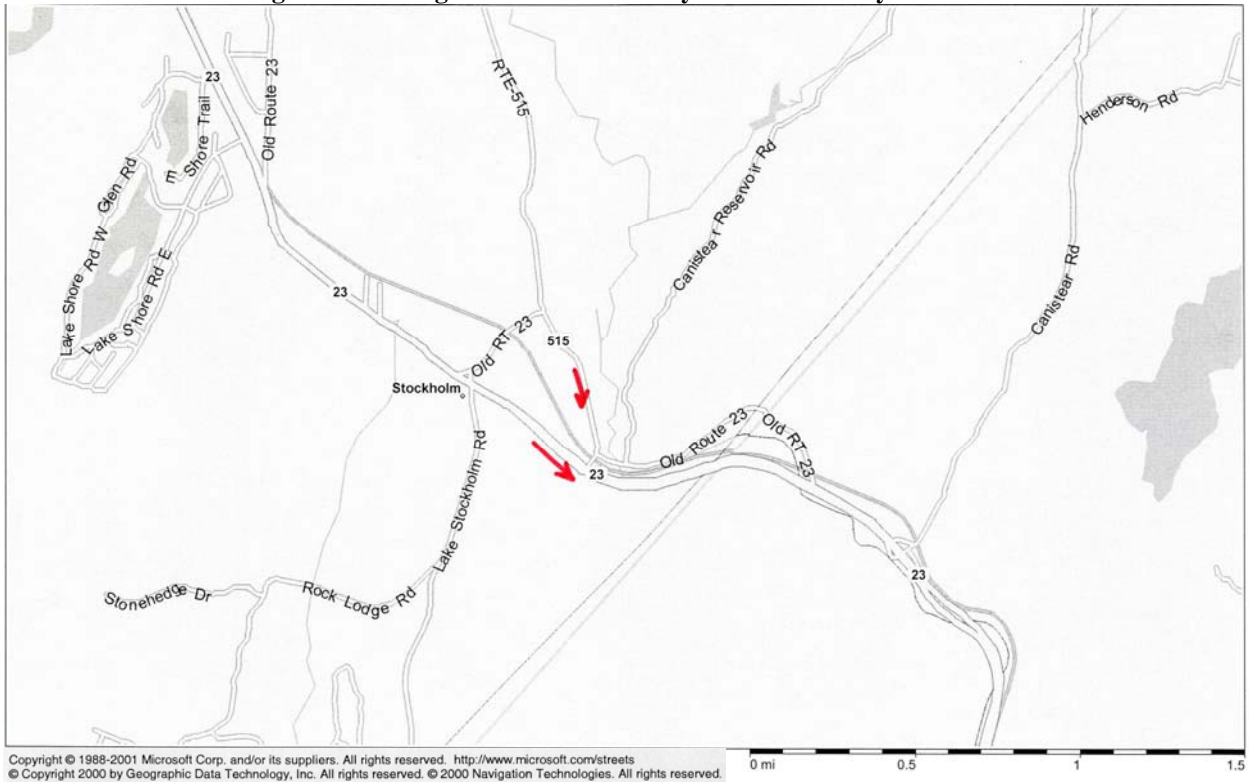 23
Old Route 23
RTE-515
Canistear Reservoir Rd
Henderson Rd
E Shore Trail
Glen Rd
Lake Shore Rd W
Lake Shore Rd E
23
Canistear Rd
Old RT 23
515
Stockholm
Old Route 23
Old RT 23
23
Lake Stockholm Rd
23
Stonehedge Dr
Rock Lodge Rd
Copyright © 1988-2001 Microsoft Corp. and/or its suppliers. All rights reserved. http://www.microsoft.com/streets
© Copyright 2000 by Geographic Data Technology, Inc. All rights reserved. © 2000 Navigation Technologies. All rights reserved.
0 mi 0.5 1 1.5